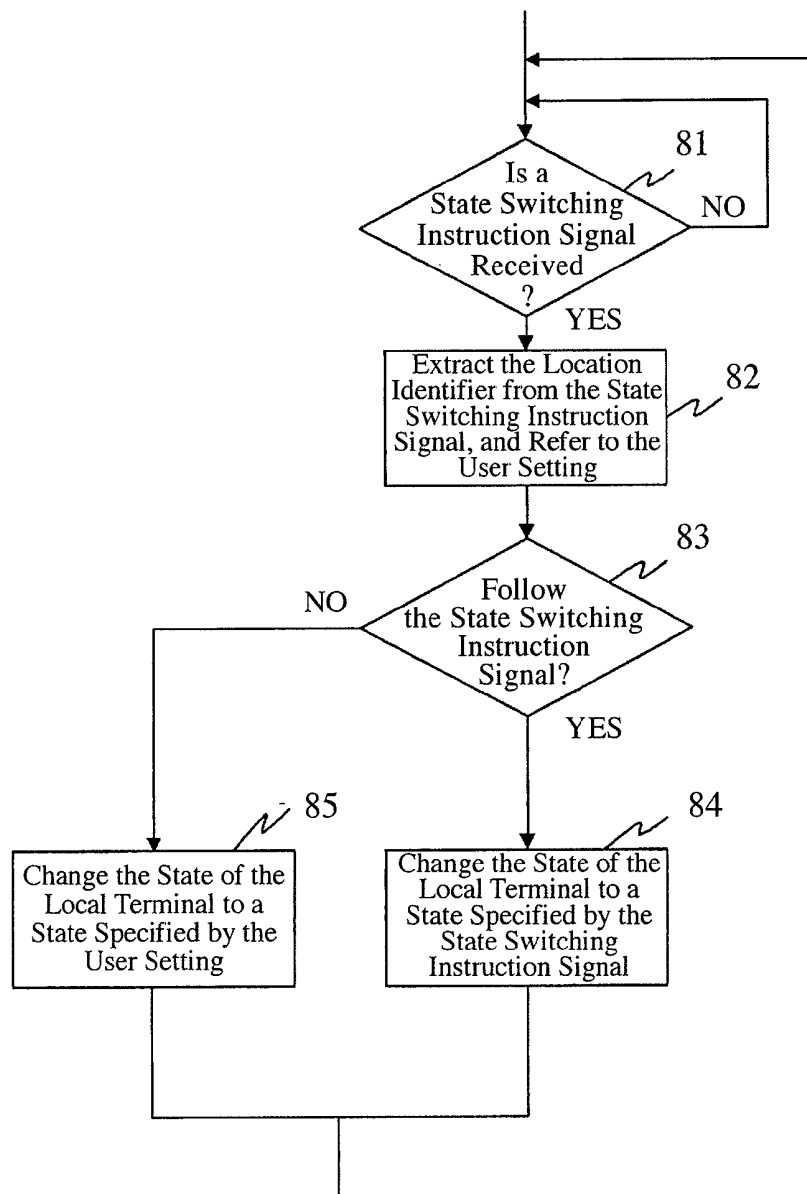 81
Is a
State Switching
Instruction Signal
Received
?
NO
YES
Extract the Location
Identifier from the State
Switching Instruction
Signal, and Refer to the
User Setting
82
83
Follow
the State Switching
Instruction
Signal?
NO
YES
85
Change the State of the
Local Terminal to a
State Specified by the
User Setting
84
Change the State of the
Local Terminal to a
State Specified by the
State Switching
Instruction Signal